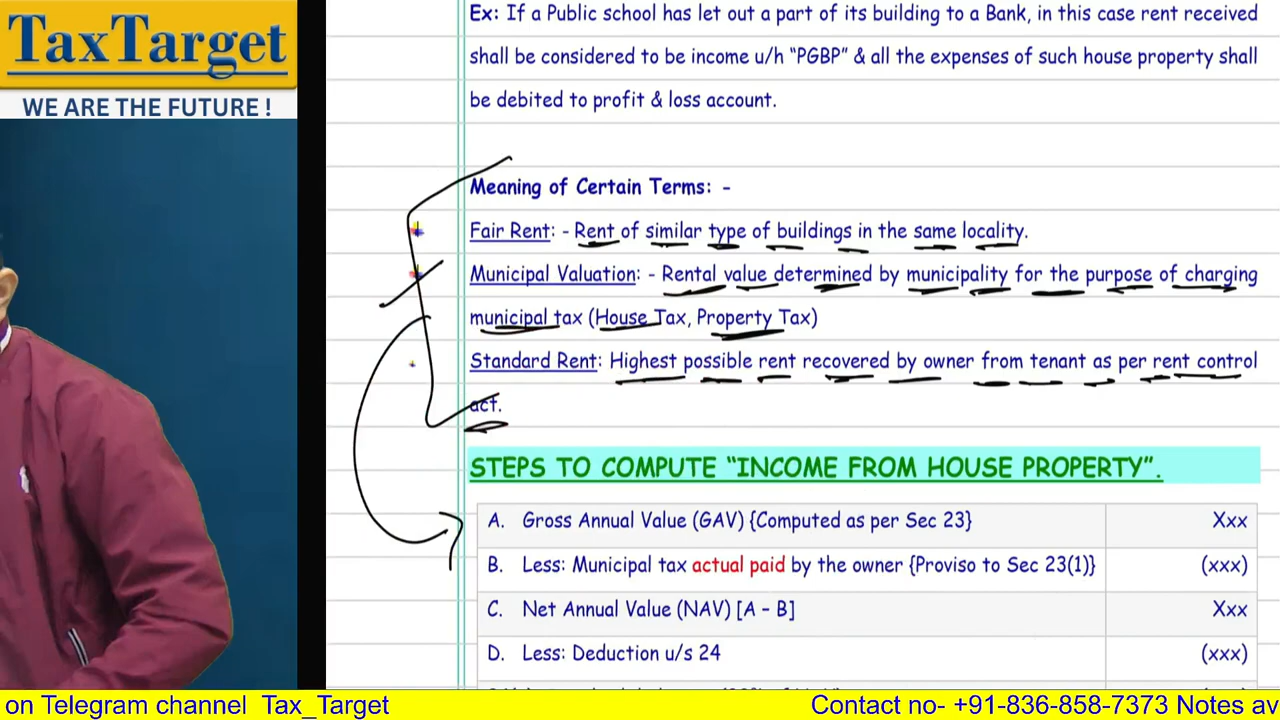 TaxTarget
WE ARE THE FUTURE !
Ex: If a Public school has let out a part of its building to a Bank, in this case rent received
shall be considered to be income u/h “PGBP” & all the expenses of such house property shall
be debited to profit & loss account.
Meaning of Certain Terms: -
Fair Rent: - Rent of similar type of buildings in the same locality.
Municipal Valuation: - Rental value determined by municipality for the purpose of charging
municipal tax (House Tax, Property Tax)
Standard Rent: Highest possible rent recovered by owner from tenant as per rent control
act.
STEPS TO COMPUTE “INCOME FROM HOUSE PROPERTY”.
A. Gross Annual Value (GAV) {Computed as per Sec 23} Xxx
B. Less: Municipal tax actual paid by the owner {Proviso to Sec 23(1)} (xxx)
C. Net Annual Value (NAV) [A – B] Xxx
D. Less: Deduction u/s 24 (xxx)
on Telegram channel Tax_Target Contact no- +91-836-858-7373 Notes av